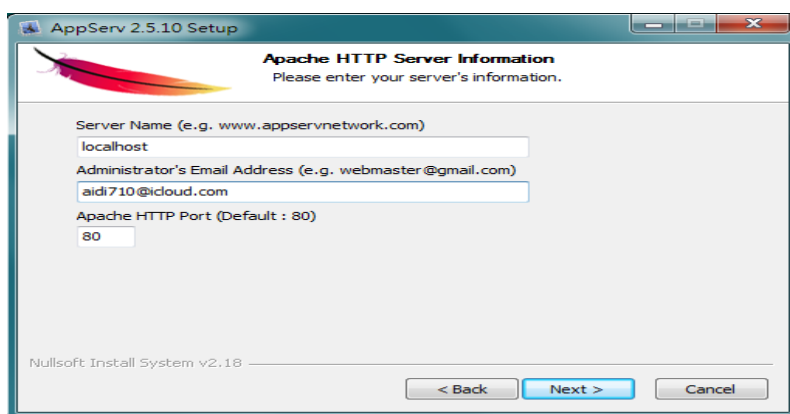 AppServ 2.5.10 Setup
Apache HTTP Server Information
Please enter your server's information.
Server Name (e.g. www.appservnetwork.com)
localhost
Administrator's Email Address (e.g. webmaster@gmail.com)
aidi710@icloud.com
Apache HTTP Port (Default : 80)
80
Nullsoft Install System v2.18
< Back Next > Cancel